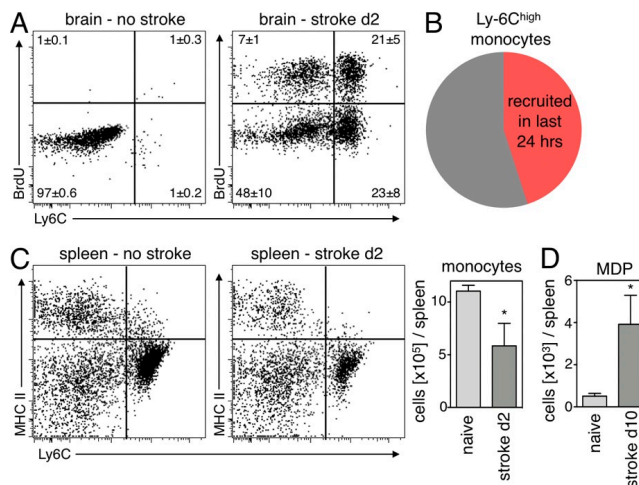 A
brain - no stroke
brain - stroke d2
B
Ly-6Chigh
monocytes
1±0.1
1±0.3
7±1
21±5
BrdU
BrdU
97±0.6
1±0.2
48±10
23±8
Ly6C
recruited
in last
24 hrs
C
spleen - no stroke
spleen - stroke d2
monocytes
D
MDP
MHC II
MHC II
Ly6C
cells [x10⁵] / spleen
10
5
0
*
naive
stroke d2
cells [x10³] / spleen
6
4
2
0
*
naive
stroke d10